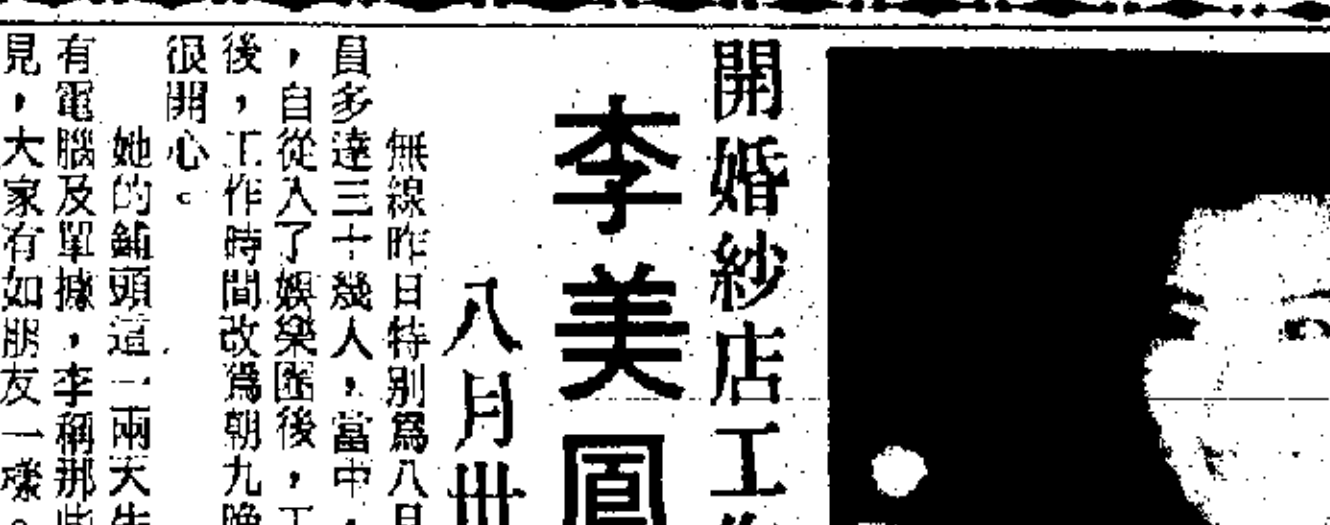 開婚紗店工
李美鳳
八月卅
無線昨日特別為八月
員多達三十幾人，當中，
，自從入了娛樂圈後，工
後，工作時間改為朝九晚
很開心。
她的鋪頭這一兩天失
有電腦及單據，李稱那些
見，大家有如朋友一樣。